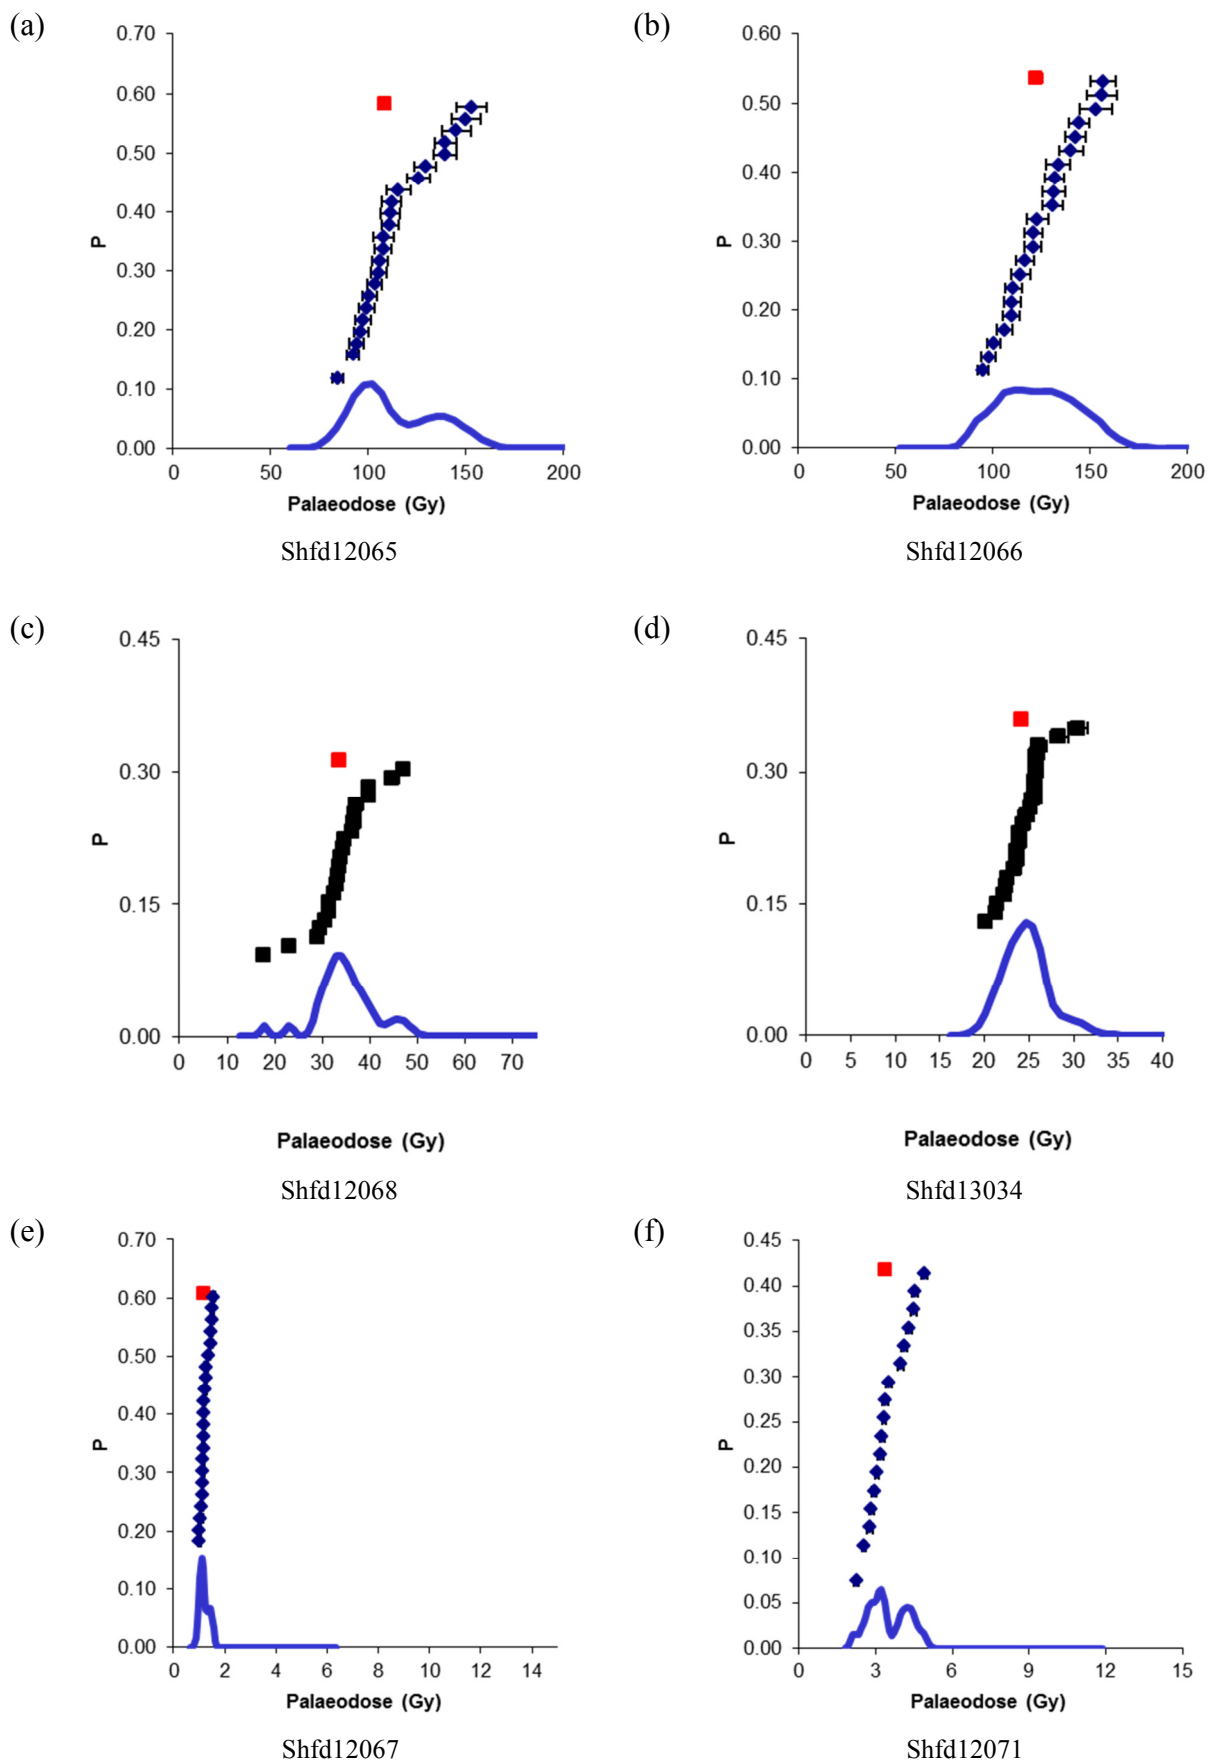 (a)
0.70
0.60
0.50
0.40
P
0.30
0.20
0.10
0.00
0 50 100 150 200
Palaeodose (Gy)
Shfd12065
(b)
0.60
0.50
0.40
P
0.30
0.20
0.10
0.00
0 50 100 150 200
Palaeodose (Gy)
Shfd12066
(c)
0.45
0.30
P
0.15
0.00
0 10 20 30 40 50 60 70
Palaeodose (Gy)
Shfd12068
(d)
0.45
0.30
P
0.15
0.00
0 5 10 15 20 25 30 35 40
Palaeodose (Gy)
Shfd13034
(e)
0.70
0.60
0.50
0.40
P
0.30
0.20
0.10
0.00
0 2 4 6 8 10 12 14
Palaeodose (Gy)
Shfd12067
(f)
0.45
0.40
0.35
0.30
0.25
P
0.20
0.15
0.10
0.05
0.00
0 3 6 9 12 15
Palaeodose (Gy)
Shfd12071